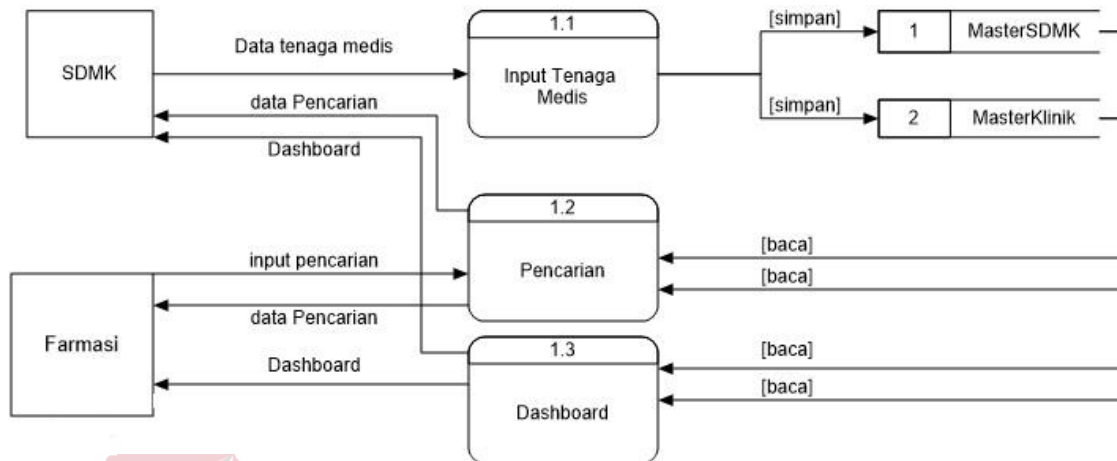 1.1
[simpan]
1
MasterSDMK
Data tenaga medis
SDMK
Input Tenaga
Medis
data Pencarian
[simpan]
2
MasterKlinik
Dashboard
1.2
[baca]
input pencarian
Pencarian
[baca]
data Pencarian
Farmasi
1.3
[baca]
Dashboard
[baca]
Dashboard